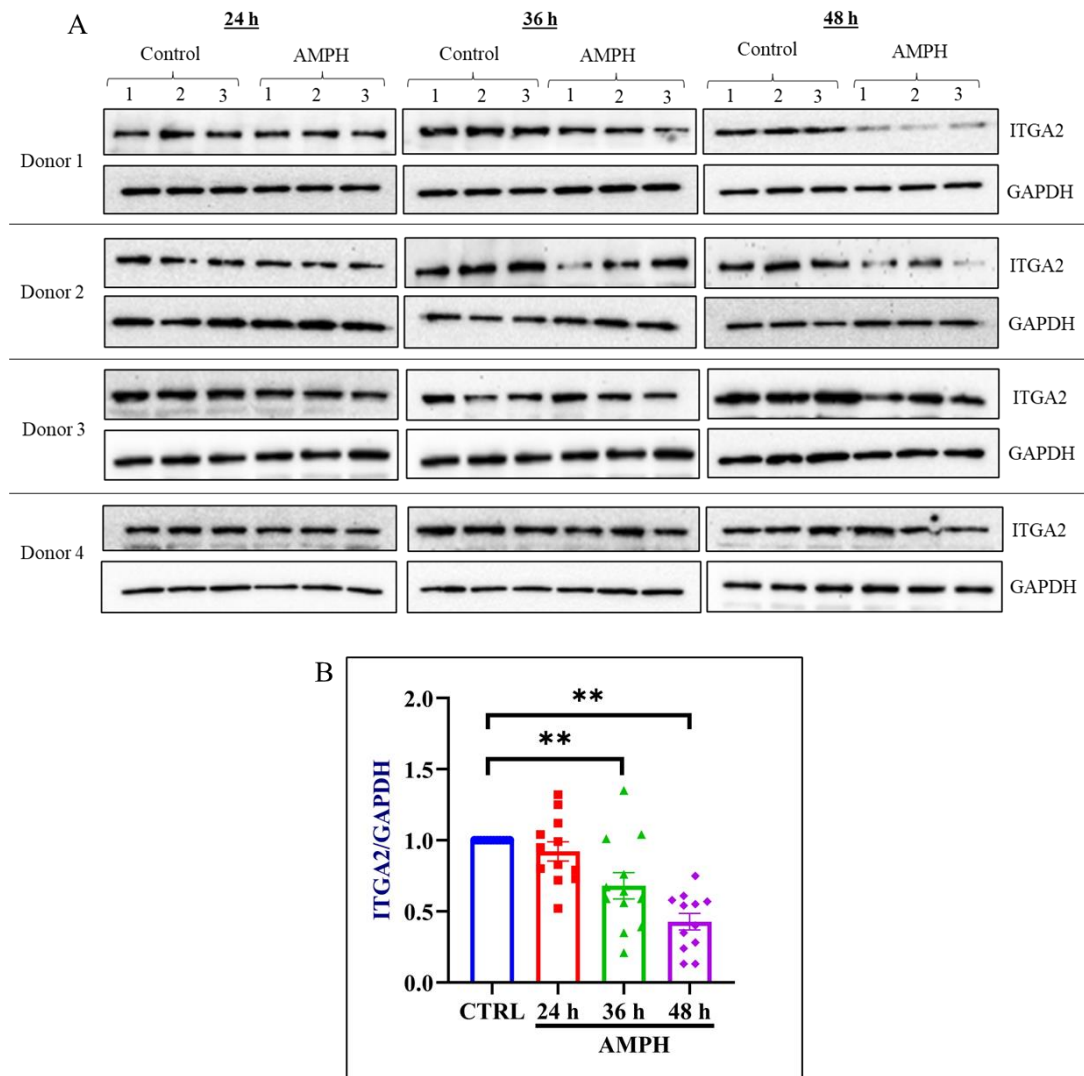 A
24 h 36 h 48 h
Control AMPH Control AMPH Control AMPH
1 2 3 1 2 3 1 2 3 1 2 3 1 2 3 1 2 3
Donor 1
ITGA2
GAPDH
Donor 2
ITGA2
GAPDH
Donor 3
ITGA2
GAPDH
Donor 4
ITGA2
GAPDH
B
ITGA2/GAPDH
2.0
1.5
1.0
0.5
0.0
**
**
CTRL 24 h 36 h 48 h
AMPH